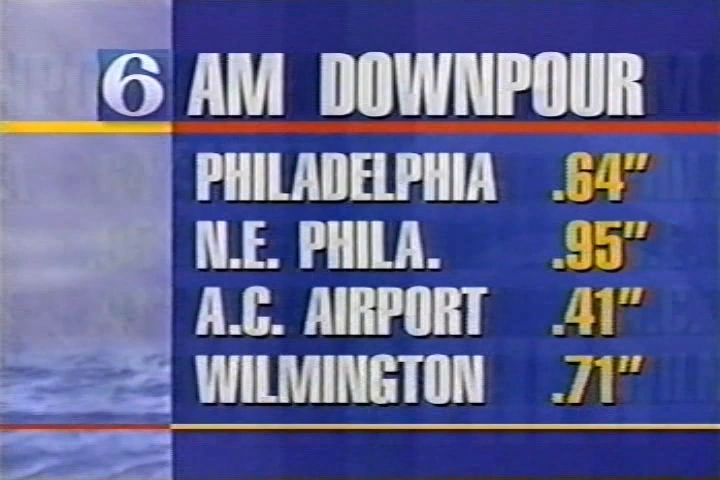 6 AM DOWNPOUR
PHILADELPHIA .64"
N.E. PHILA. .95"
A.C. AIRPORT .41"
WILMINGTON .71"